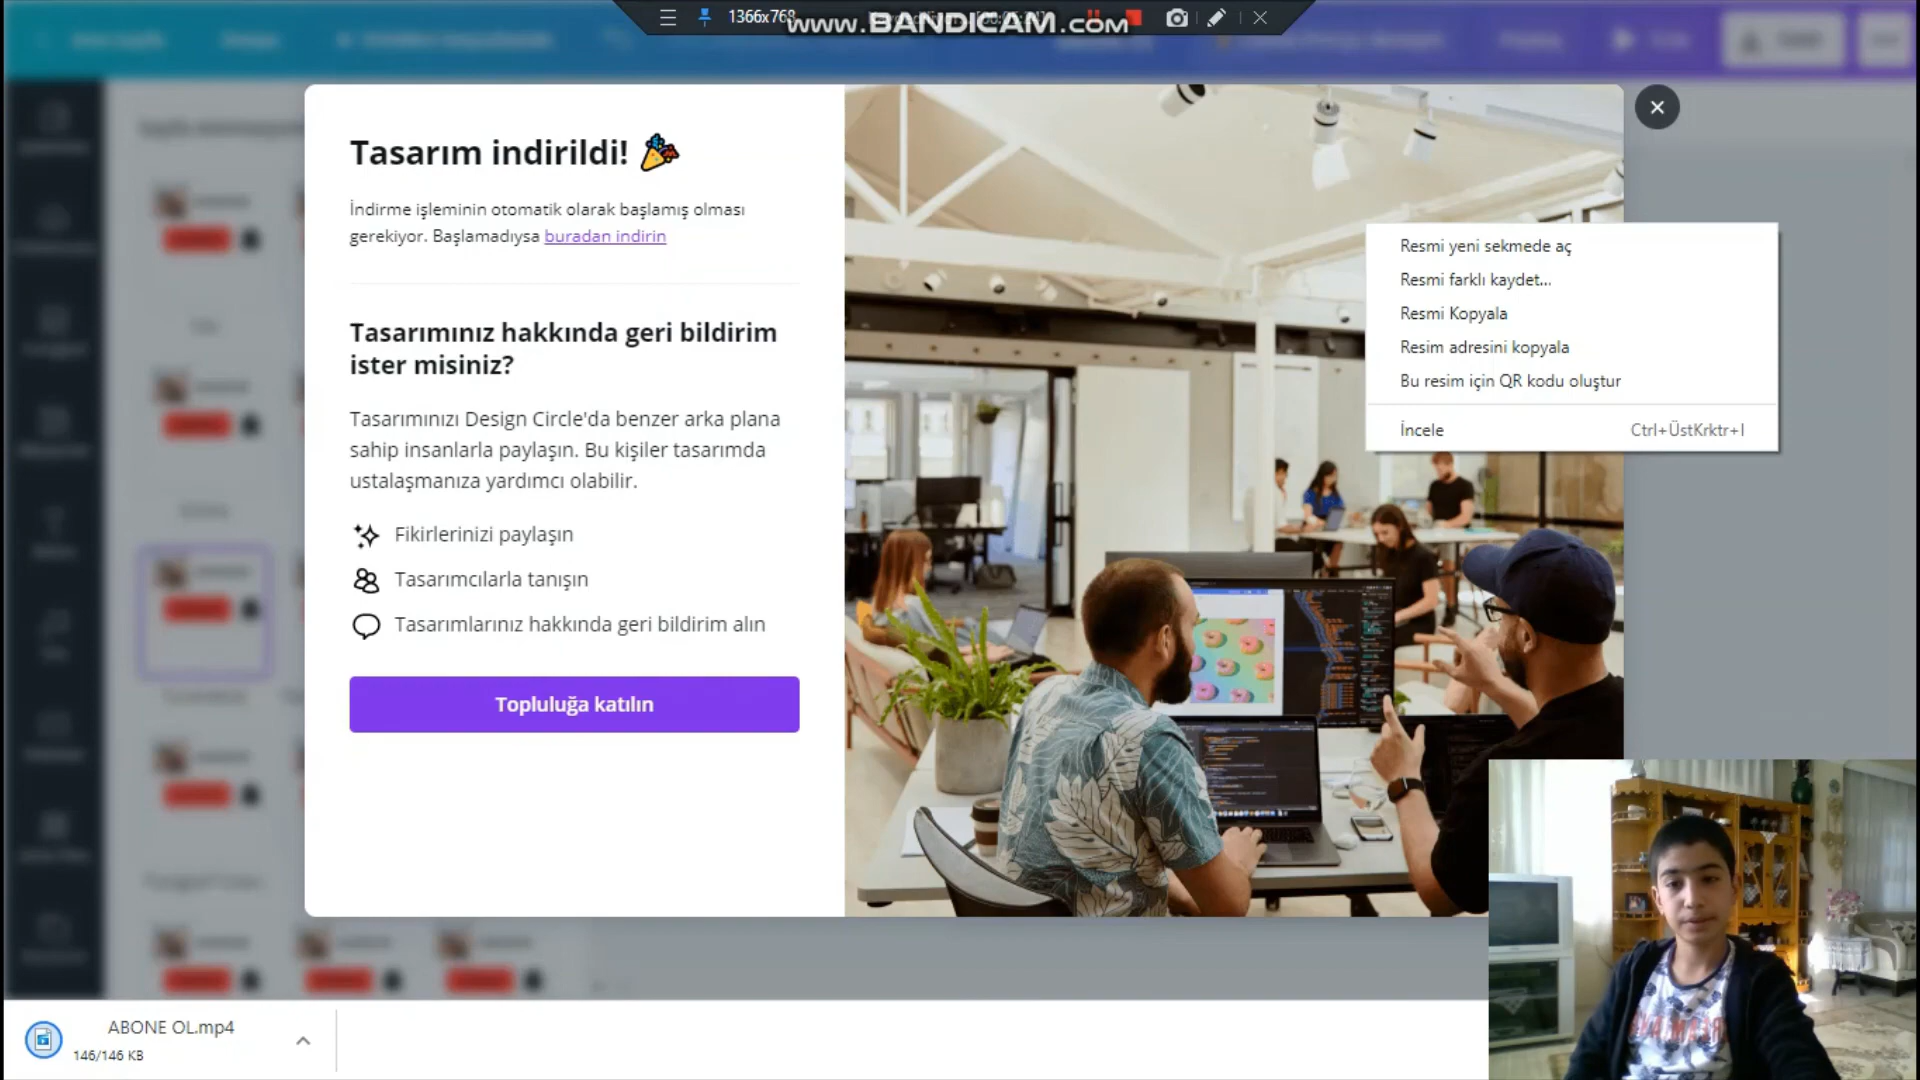 1366x768
www.BANDICAM.com
Tasarım indirildi!
İndirme işleminin otomatik olarak başlamış olması
gerekiyor. Başlamadıysa buradan indirin
Tasarımınız hakkında geri bildirim
ister misiniz?
Tasarımınızı Design Circle'da benzer arka plana
sahip insanlarla paylaşın. Bu kişiler tasarımda
ustalaşmanıza yardımcı olabilir.
Fikirlerinizi paylaşın
Tasarımcılarla tanışın
Tasarımlarınız hakkında geri bildirim alın
Topluluğa katılın
Resmi yeni sekmede aç
Resmi farklı kaydet...
Resmi Kopyala
Resim adresini kopyala
Bu resim için QR kodu oluştur
İncele Ctrl+ÜstKrktr+I
ABONE OL.mp4
146/146 KB